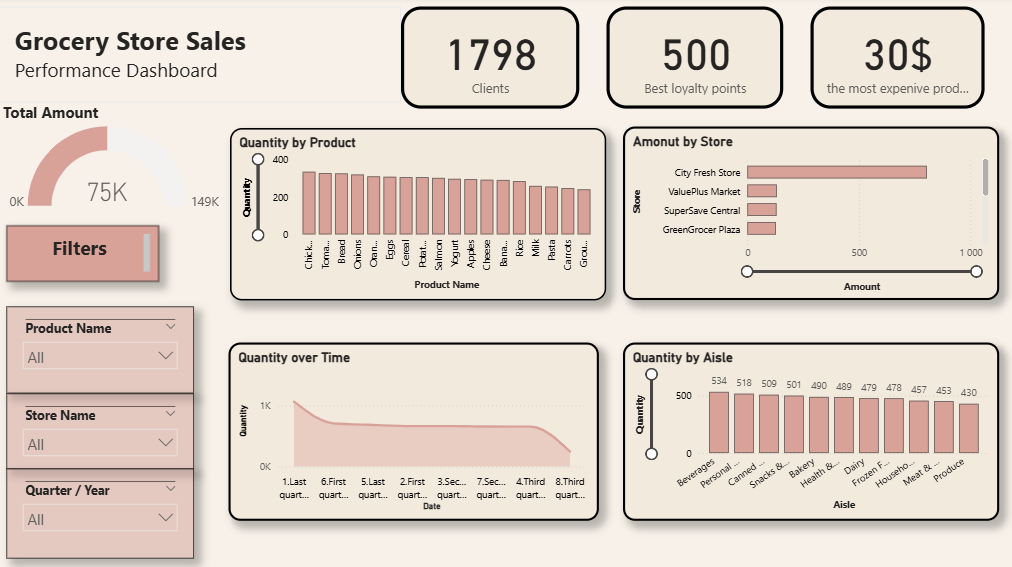 Grocery Store Sales
Performance Dashboard
1798
Clients
500
Best loyalty points
30$
the most expenive prod...
Total Amount
75K
0K
149K
Filters
Product Name
All
Store Name
All
Quarter / Year
All
Quantity by Product
Quantity
400
200
0
Chick...
Toma...
Bread
Onions
Oran...
Eggs
Cereal
Potat...
Salmon
Yogurt
Apples
Cheese
Bana...
Rice
Milk
Pasta
Carrots
Grou...
Product Name
Amonut by Store
Store
City Fresh Store
ValuePlus Market
SuperSave Central
GreenGrocer Plaza
0
500
1 000
Amount
Quantity over Time
Quantity
1K
0K
1.Last quart...
6.First quart...
5.Last quart...
2.First quart...
3.Sec... quart...
7.Sec... quart...
4.Third quart...
8.Third quart...
Date
Quantity by Aisle
Quantity
500
0
534
518
509
501
490
489
479
478
457
453
430
Beverages
Personal ...
Canned ...
Snacks &...
Bakery
Health &...
Dairy
Frozen F...
Househo...
Meat & ...
Produce
Aisle